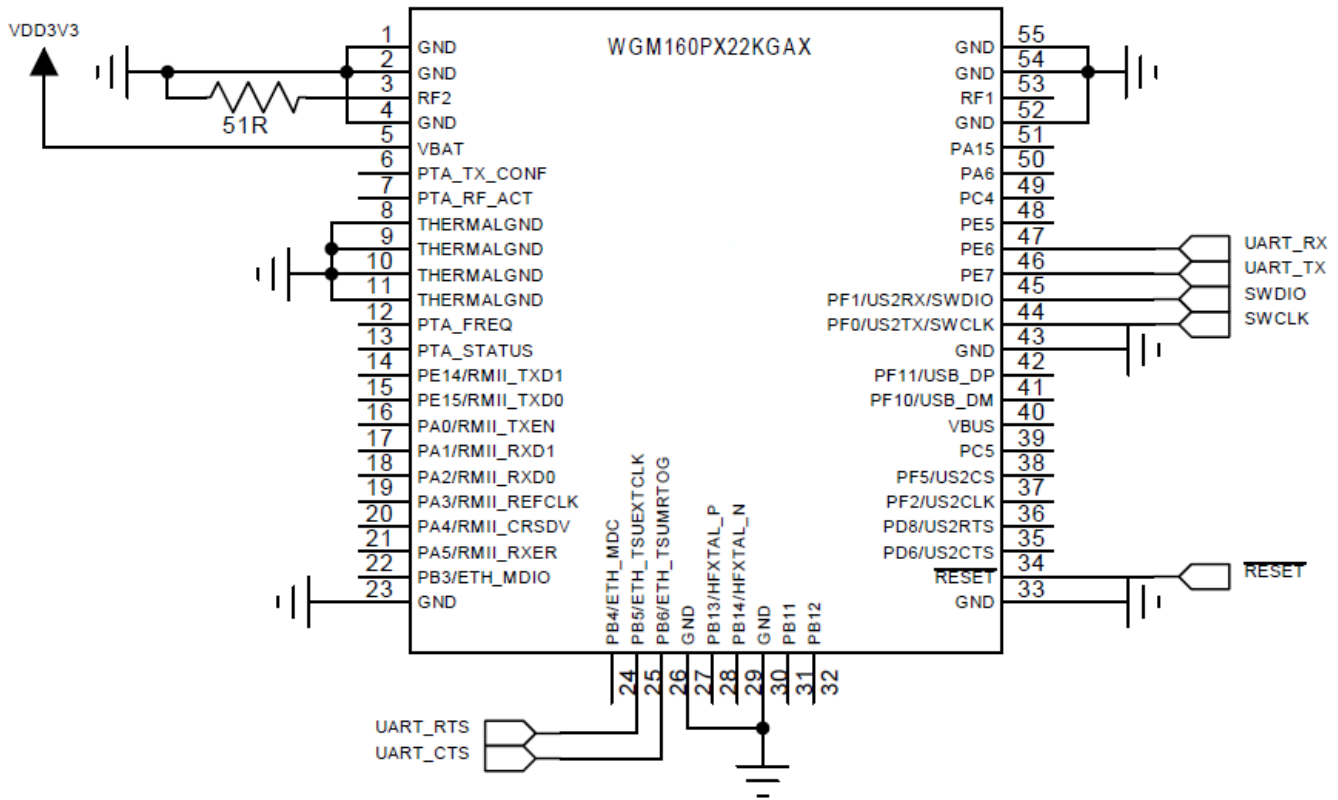 VDD3V3
WGM160PX22KGAX
51R
1 GND
2 GND
3 RF2
4 GND
5 VBAT
6 PTA_TX_CONF
7 PTA_RF_ACT
8 THERMALGND
9 THERMALGND
10 THERMALGND
11 THERMALGND
12 PTA_FREQ
13 PTA_STATUS
14 PE14/RMII_TXD1
15 PE15/RMII_TXD0
16 PA0/RMII_TXEN
17 PA1/RMII_RXD1
18 PA2/RMII_RXD0
19 PA3/RMII_REFCLK
20 PA4/RMII_CRSDV
21 PA5/RMII_RXER
22 PB3/ETH_MDIO
23 GND
PB4/ETH_MDC 24
PB5/ETH_TSUEXTCLK 25
PB6/ETH_TSUMRTOG 26
GND 27
PB13/HFXTAL_P 28
PB14/HFXTAL_N 29
GND 30
PB11 31
PB12 32
UART_RTS
UART_CTS
GND 55
GND 54
RF1 53
GND 52
PA15 51
PA6 50
PC4 49
PE5 48
PE6 47 UART_RX
PE7 46 UART_TX
PF1/US2RX/SWDIO 45 SWDIO
PF0/US2TX/SWCLK 44 SWCLK
GND 43
PF11/USB_DP 42
PF10/USB_DM 41
VBUS 40
PC5 39
PF5/US2CS 38
PF2/US2CLK 37
PD8/US2RTS 36
PD6/US2CTS 35
RESET 34 RESET
GND 33